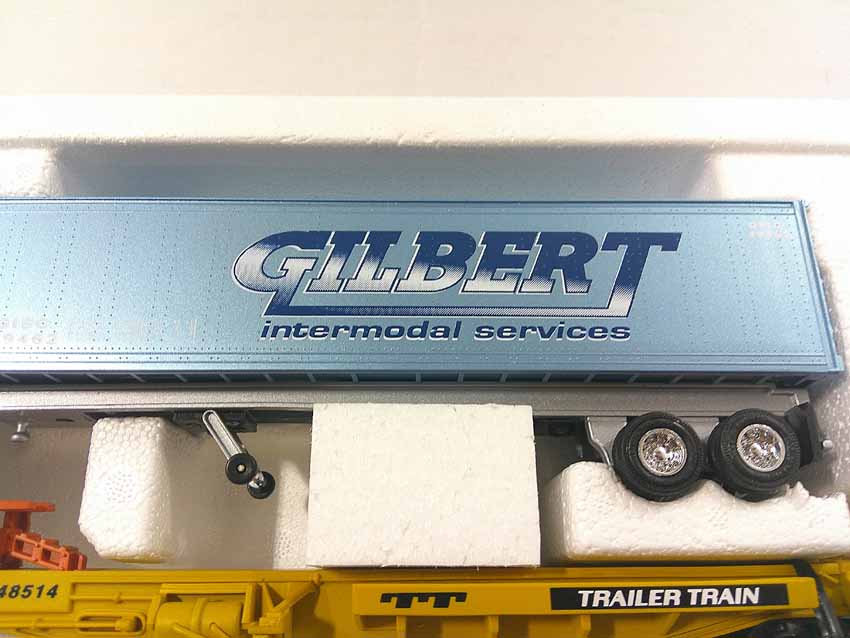 GILBERT
intermodal services
48514
TT
TRAILER TRAIN